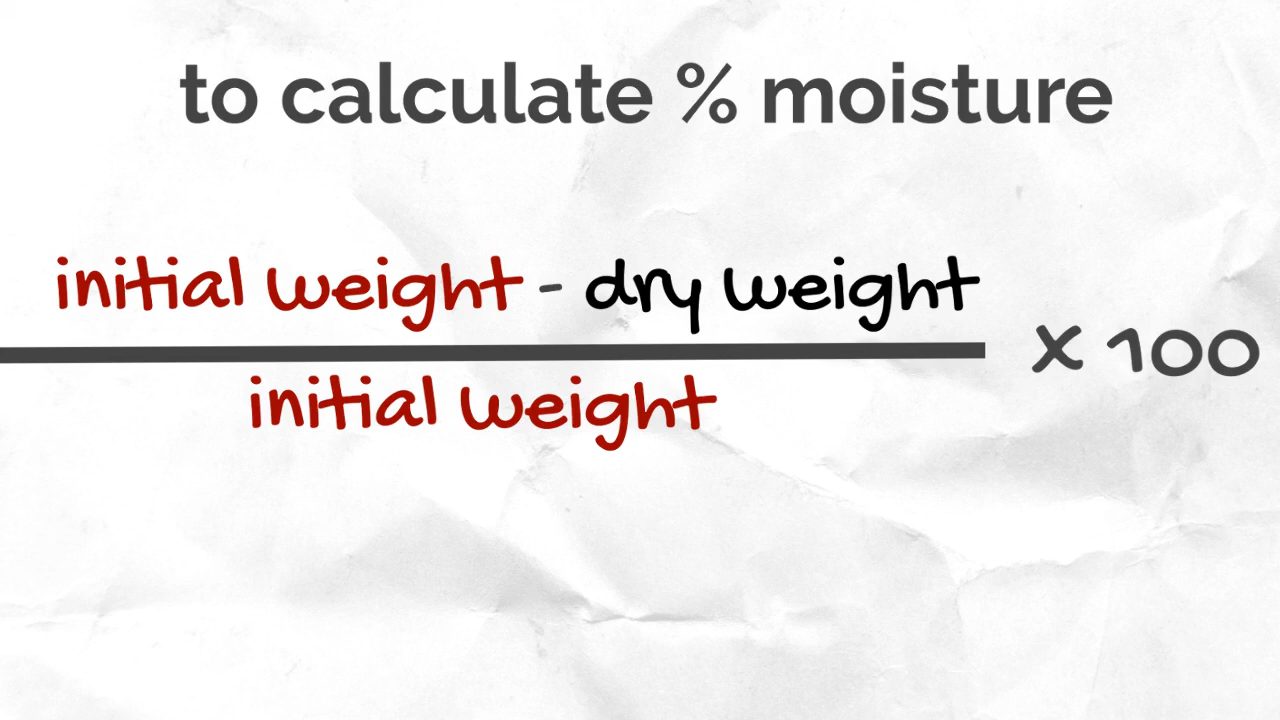 to calculate % moisture
initial weight - dry weight
x 100
initial weight